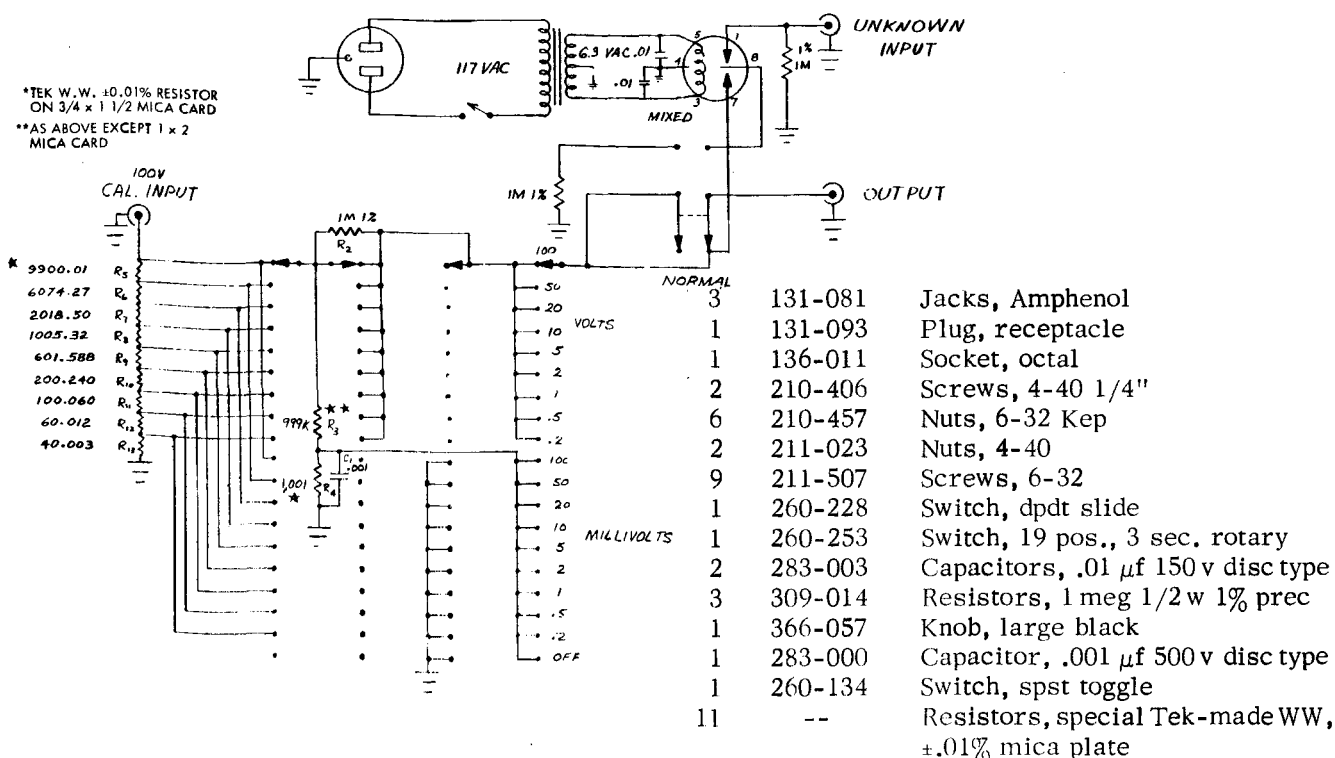 UNKNOWN
INPUT
117 VAC
6.3 VAC
.01
.01
5
1
4
8
3
7
1%
1M
MIXED
*TEK W.W. ±0.01% RESISTOR
ON 3/4 x 1 1/2 MICA CARD
**AS ABOVE EXCEPT 1 x 2
MICA CARD
100V
CAL. INPUT
1M 1%
OUTPUT
1M 1%
R2
100
NORMAL
9900.01 R5
6074.27 R6
2018.50 R7
1005.32 R8
601.588 R9
200.240 R10
100.060 R11
60.012 R12
40.003 R13
999K
**
R3
C1
.001
1,001
R4
50
20
10
5
2
1
.5
.2
VOLTS
100
50
20
10
5
2
1
.5
.2
OFF
MILLIVOLTS
3 131-081 Jacks, Amphenol
1 131-093 Plug, receptacle
1 136-011 Socket, octal
2 210-406 Screws, 4-40 1/4"
6 210-457 Nuts, 6-32 Kep
2 211-023 Nuts, 4-40
9 211-507 Screws, 6-32
1 260-228 Switch, dpdt slide
1 260-253 Switch, 19 pos., 3 sec. rotary
2 283-003 Capacitors, .01 μf 150 v disc type
3 309-014 Resistors, 1 meg 1/2 w 1% prec
1 366-057 Knob, large black
1 283-000 Capacitor, .001 μf 500 v disc type
1 260-134 Switch, spst toggle
11 -- Resistors, special Tek-made WW,
±.01% mica plate